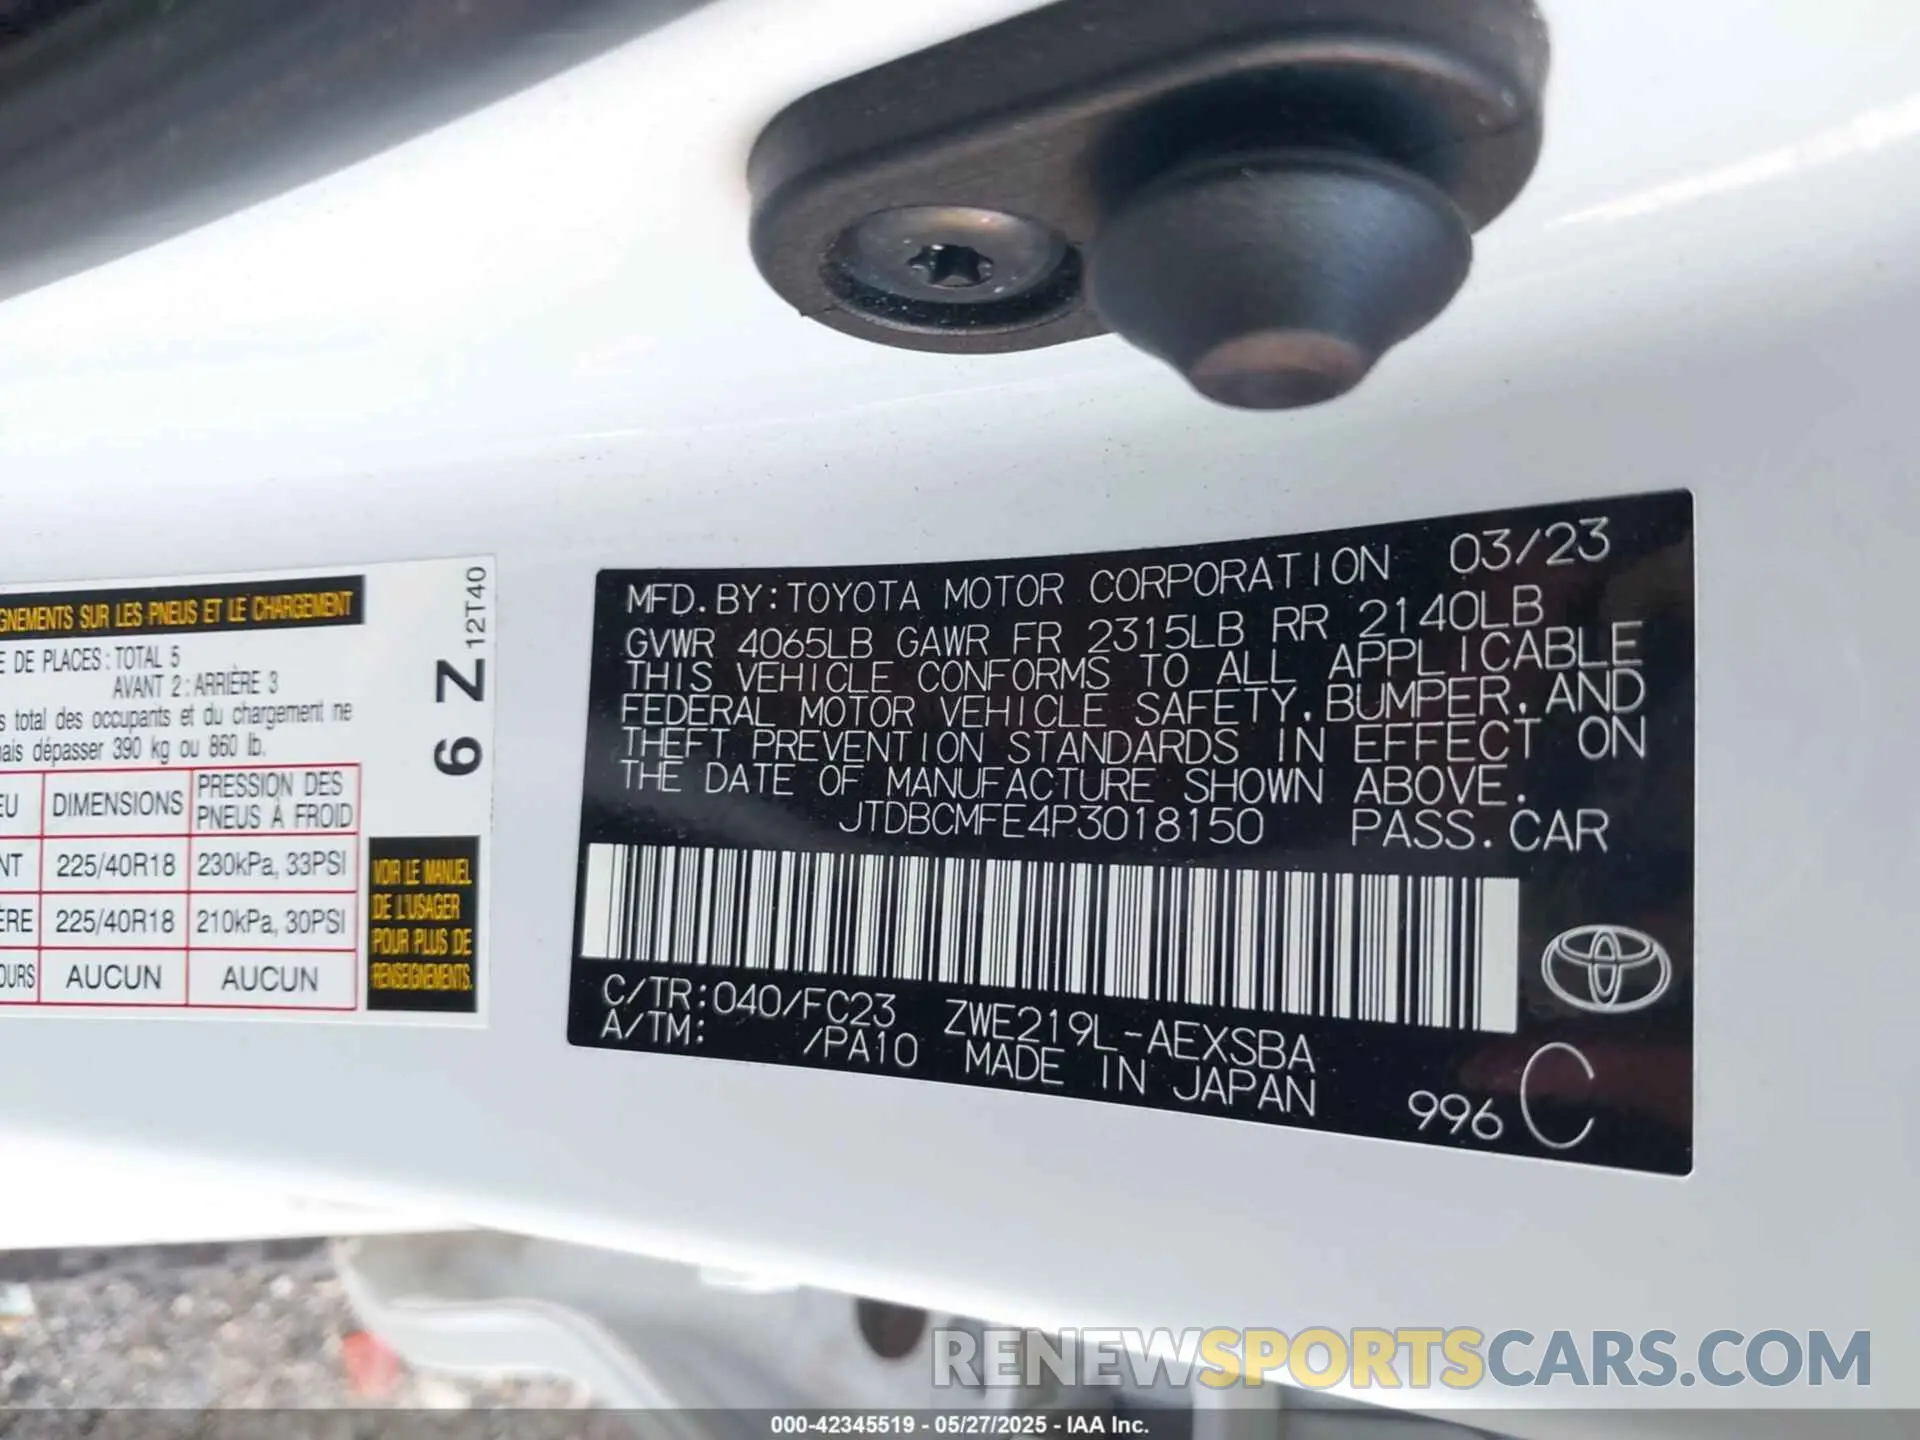 GNEMENTS SUR LES PNEUS ET LE CHARGEMENT
E DE PLACES : TOTAL 5
AVANT 2 : ARRIÈRE 3
s total des occupants et du chargement ne
ais dépasser 390 kg ou 860 lb.
EU DIMENSIONS PRESSION DES PNEUS À FROID
NT 225/40R18 230kPa, 33PSI
ÈRE 225/40R18 210kPa, 30PSI
OURS AUCUN AUCUN
6 Z 12T40
VOIR LE MANUEL
DE L'USAGER
POUR PLUS DE
RENSEIGNEMENTS.
MFD. BY: TOYOTA MOTOR CORPORATION 03/23
GVWR 4065LB GAWR FR 2315LB RR 2140LB
THIS VEHICLE CONFORMS TO ALL APPLICABLE
FEDERAL MOTOR VEHICLE SAFETY, BUMPER, AND
THEFT PREVENTION STANDARDS IN EFFECT ON
THE DATE OF MANUFACTURE SHOWN ABOVE.
JTDBCMFE4P3018150 PASS. CAR
C/TR: 040/FC23 ZWE219L-AEXSBA
A/TM: /PA10 MADE IN JAPAN
996 C
RENEWSPORTSCARS.COM
000-42345519 - 05/27/2025 - IAA Inc.